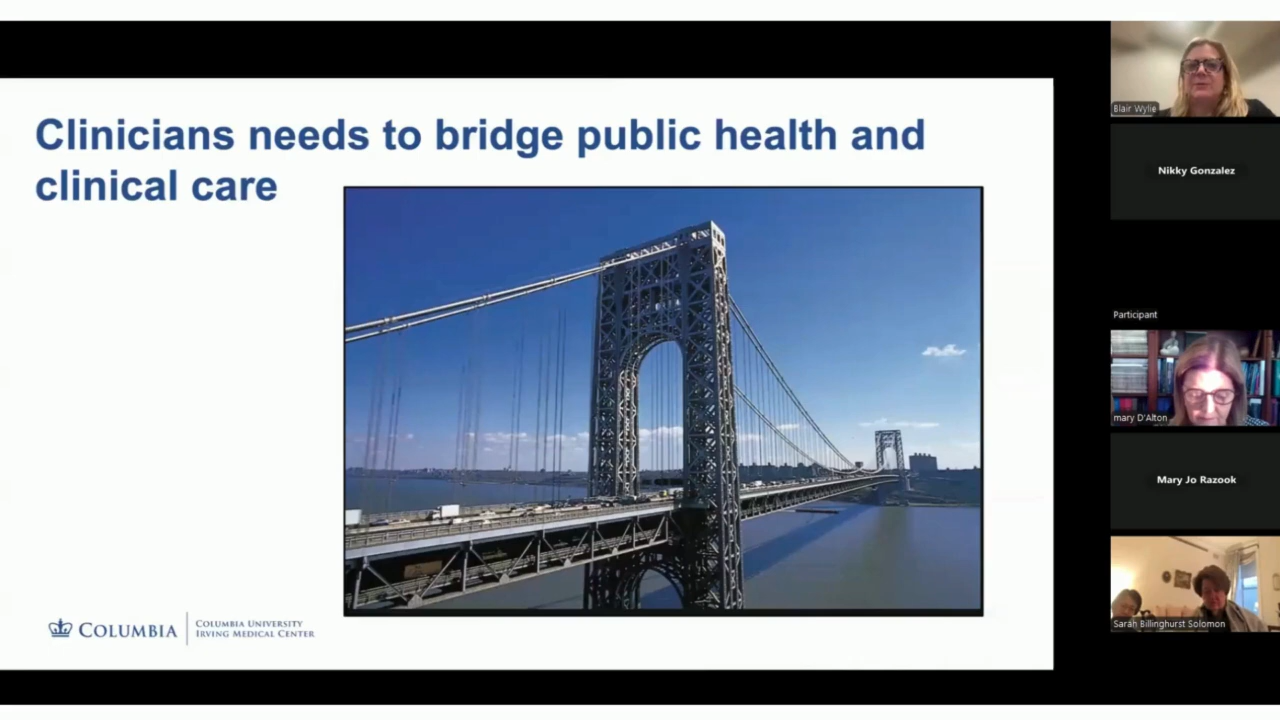 Clinicians needs to bridge public health and
clinical care
COLUMBIA
COLUMBIA UNIVERSITY
IRVING MEDICAL CENTER
Blair Wylie
Nikky Gonzalez
Participant
mary D'Alton
Mary Jo Razook
Sarah Billinghurst Solomon